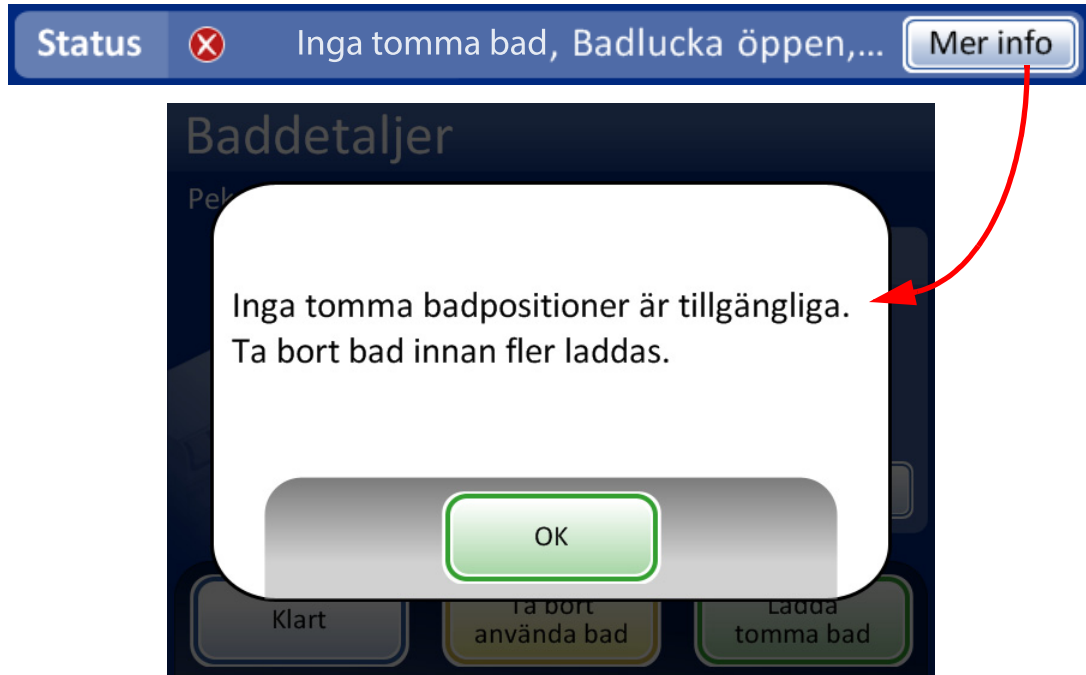 Status Inga tomma bad, Badlucka öppen,... Mer info
Baddetaljer
Inga tomma badpositioner är tillgängliga.
Ta bort bad innan fler laddas.
OK
Klart
Ta bort
använda bad
Ladda
tomma bad